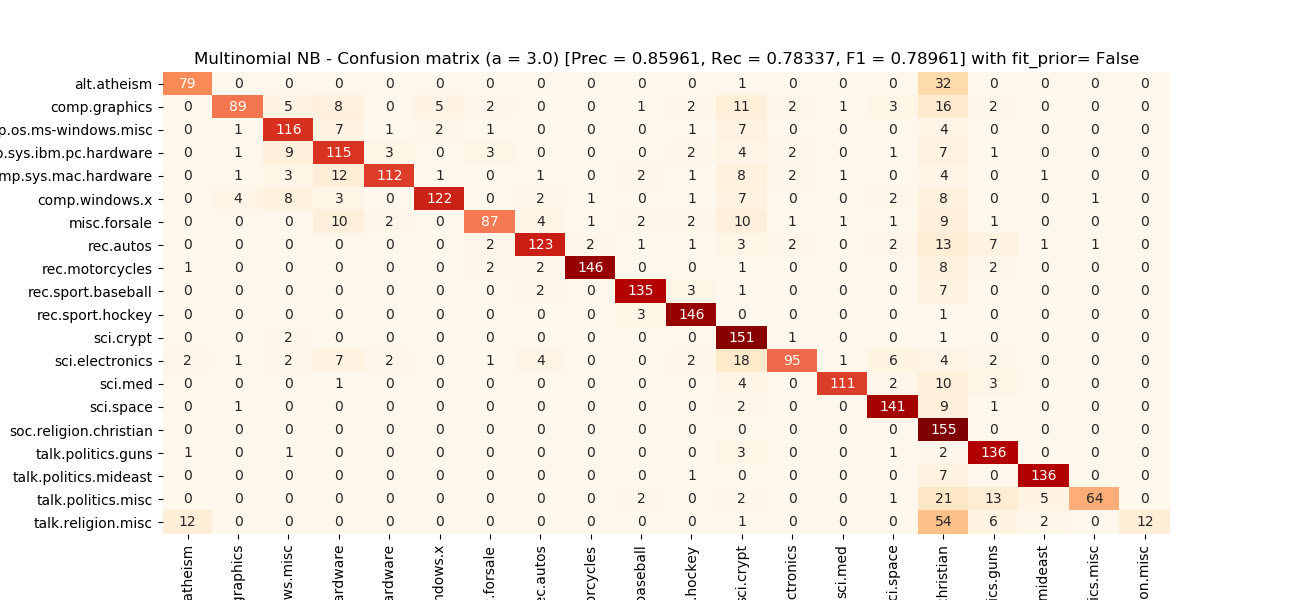 Multinomial NB - Confusion matrix (a = 3.0) [Prec = 0.85961, Rec = 0.78337, F1 = 0.78961] with fit_prior= False
alt.atheism 79 0 0 0 0 0 0 0 0 0 0 1 0 0 0 32 0 0 0 0
comp.graphics 0 89 5 8 0 5 2 0 0 1 2 11 2 1 3 16 2 0 0 0
p.os.ms-windows.misc 0 1 116 7 1 2 1 0 0 0 1 7 0 0 0 4 0 0 0 0
p.sys.ibm.pc.hardware 0 1 9 115 3 0 3 0 0 0 2 4 2 0 1 7 1 0 0 0
mp.sys.mac.hardware 0 1 3 12 112 1 0 1 0 2 1 8 2 1 0 4 0 1 0 0
comp.windows.x 0 4 8 3 0 122 0 2 1 0 1 7 0 0 2 8 0 0 1 0
misc.forsale 0 0 0 10 2 0 87 4 1 2 2 10 1 1 1 9 1 0 0 0
rec.autos 0 0 0 0 0 0 2 123 2 1 1 3 2 0 2 13 7 1 1 0
rec.motorcycles 1 0 0 0 0 0 2 2 146 0 0 1 0 0 0 8 2 0 0 0
rec.sport.baseball 0 0 0 0 0 0 0 2 0 135 3 1 0 0 0 7 0 0 0 0
rec.sport.hockey 0 0 0 0 0 0 0 0 0 3 146 0 0 0 0 1 0 0 0 0
sci.crypt 0 0 2 0 0 0 0 0 0 0 0 151 1 0 0 1 0 0 0 0
sci.electronics 2 1 2 7 2 0 1 4 0 0 2 18 95 1 6 4 2 0 0 0
sci.med 0 0 0 1 0 0 0 0 0 0 0 4 0 111 2 10 3 0 0 0
sci.space 0 1 0 0 0 0 0 0 0 0 0 2 0 0 141 9 1 0 0 0
soc.religion.christian 0 0 0 0 0 0 0 0 0 0 0 0 0 0 0 155 0 0 0 0
talk.politics.guns 1 0 1 0 0 0 0 0 0 0 0 3 0 0 1 2 136 0 0 0
talk.politics.mideast 0 0 0 0 0 0 0 0 0 0 1 0 0 0 0 7 0 136 0 0
talk.politics.misc 0 0 0 0 0 0 0 0 0 2 0 2 0 0 1 21 13 5 64 0
talk.religion.misc 12 0 0 0 0 0 0 0 0 0 0 1 0 0 0 54 6 2 0 12
atheism
graphics
ws.misc
ardware
ardware
ndows.x
.forsale
ec.autos
orcycles
baseball
.hockey
sci.crypt
ctronics
sci.med
ci.space
christian
ics.guns
mideast
ics.misc
on.misc